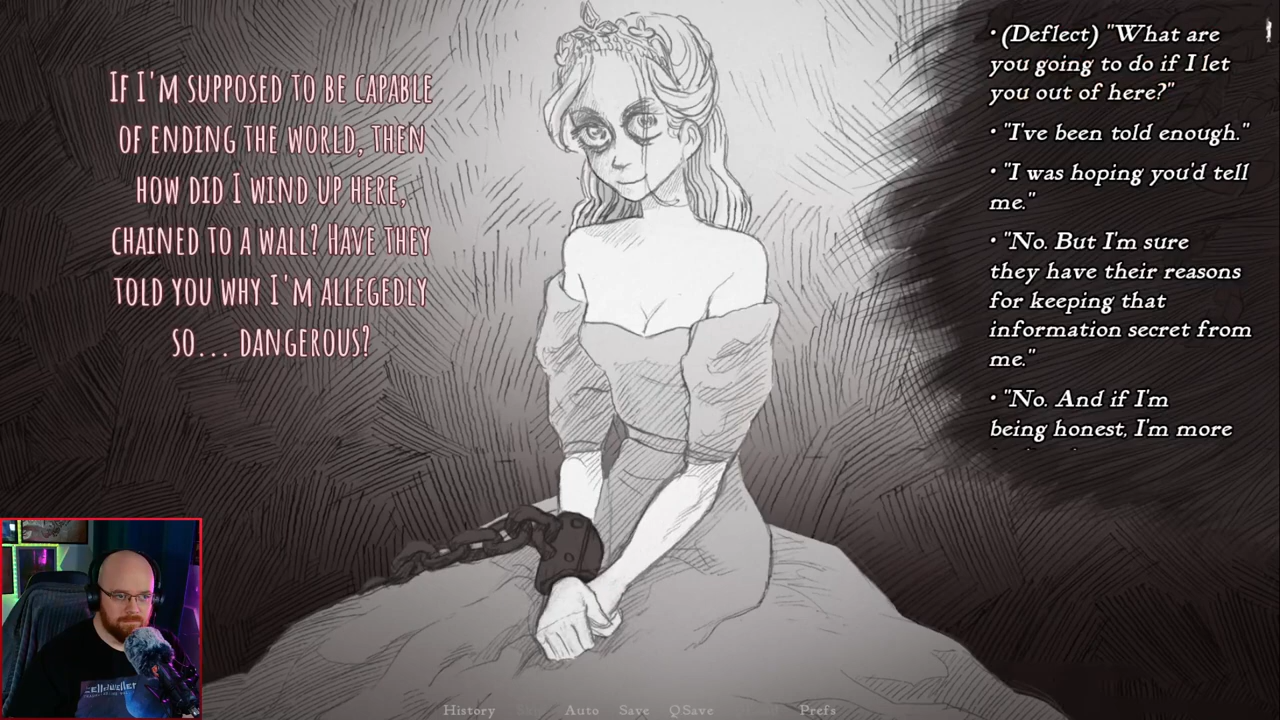 IF I'M SUPPOSED TO BE CAPABLE
OF ENDING THE WORLD, THEN
HOW DID I WIND UP HERE,
CHAINED TO A WALL? HAVE THEY
TOLD YOU WHY I'M ALLEGEDLY
SO... DANGEROUS?
• (Deflect) "What are
you going to do if I let
you out of here?"
• "I've been told enough."
• "I was hoping you'd tell
me."
• "No. But I'm sure
they have their reasons
for keeping that
information secret from
me."
• "No. And if I'm
being honest, I'm more
History
Auto
Save
QSave
Prefs